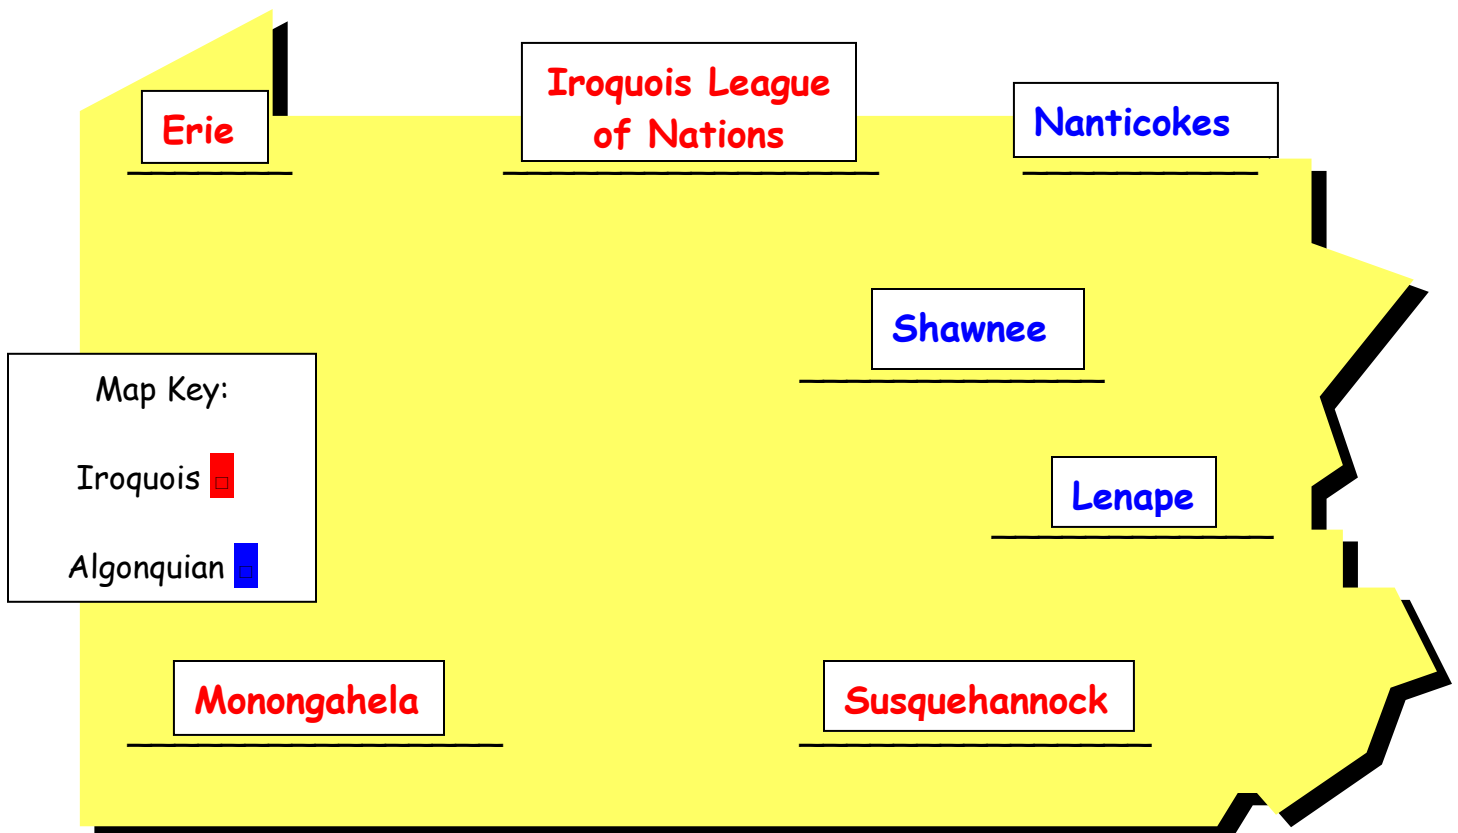 Erie
Iroquois League
of Nations
Nanticokes
Shawnee
Map Key:
Iroquois
Algonquian
Lenape
Monongahela
Susquehannock